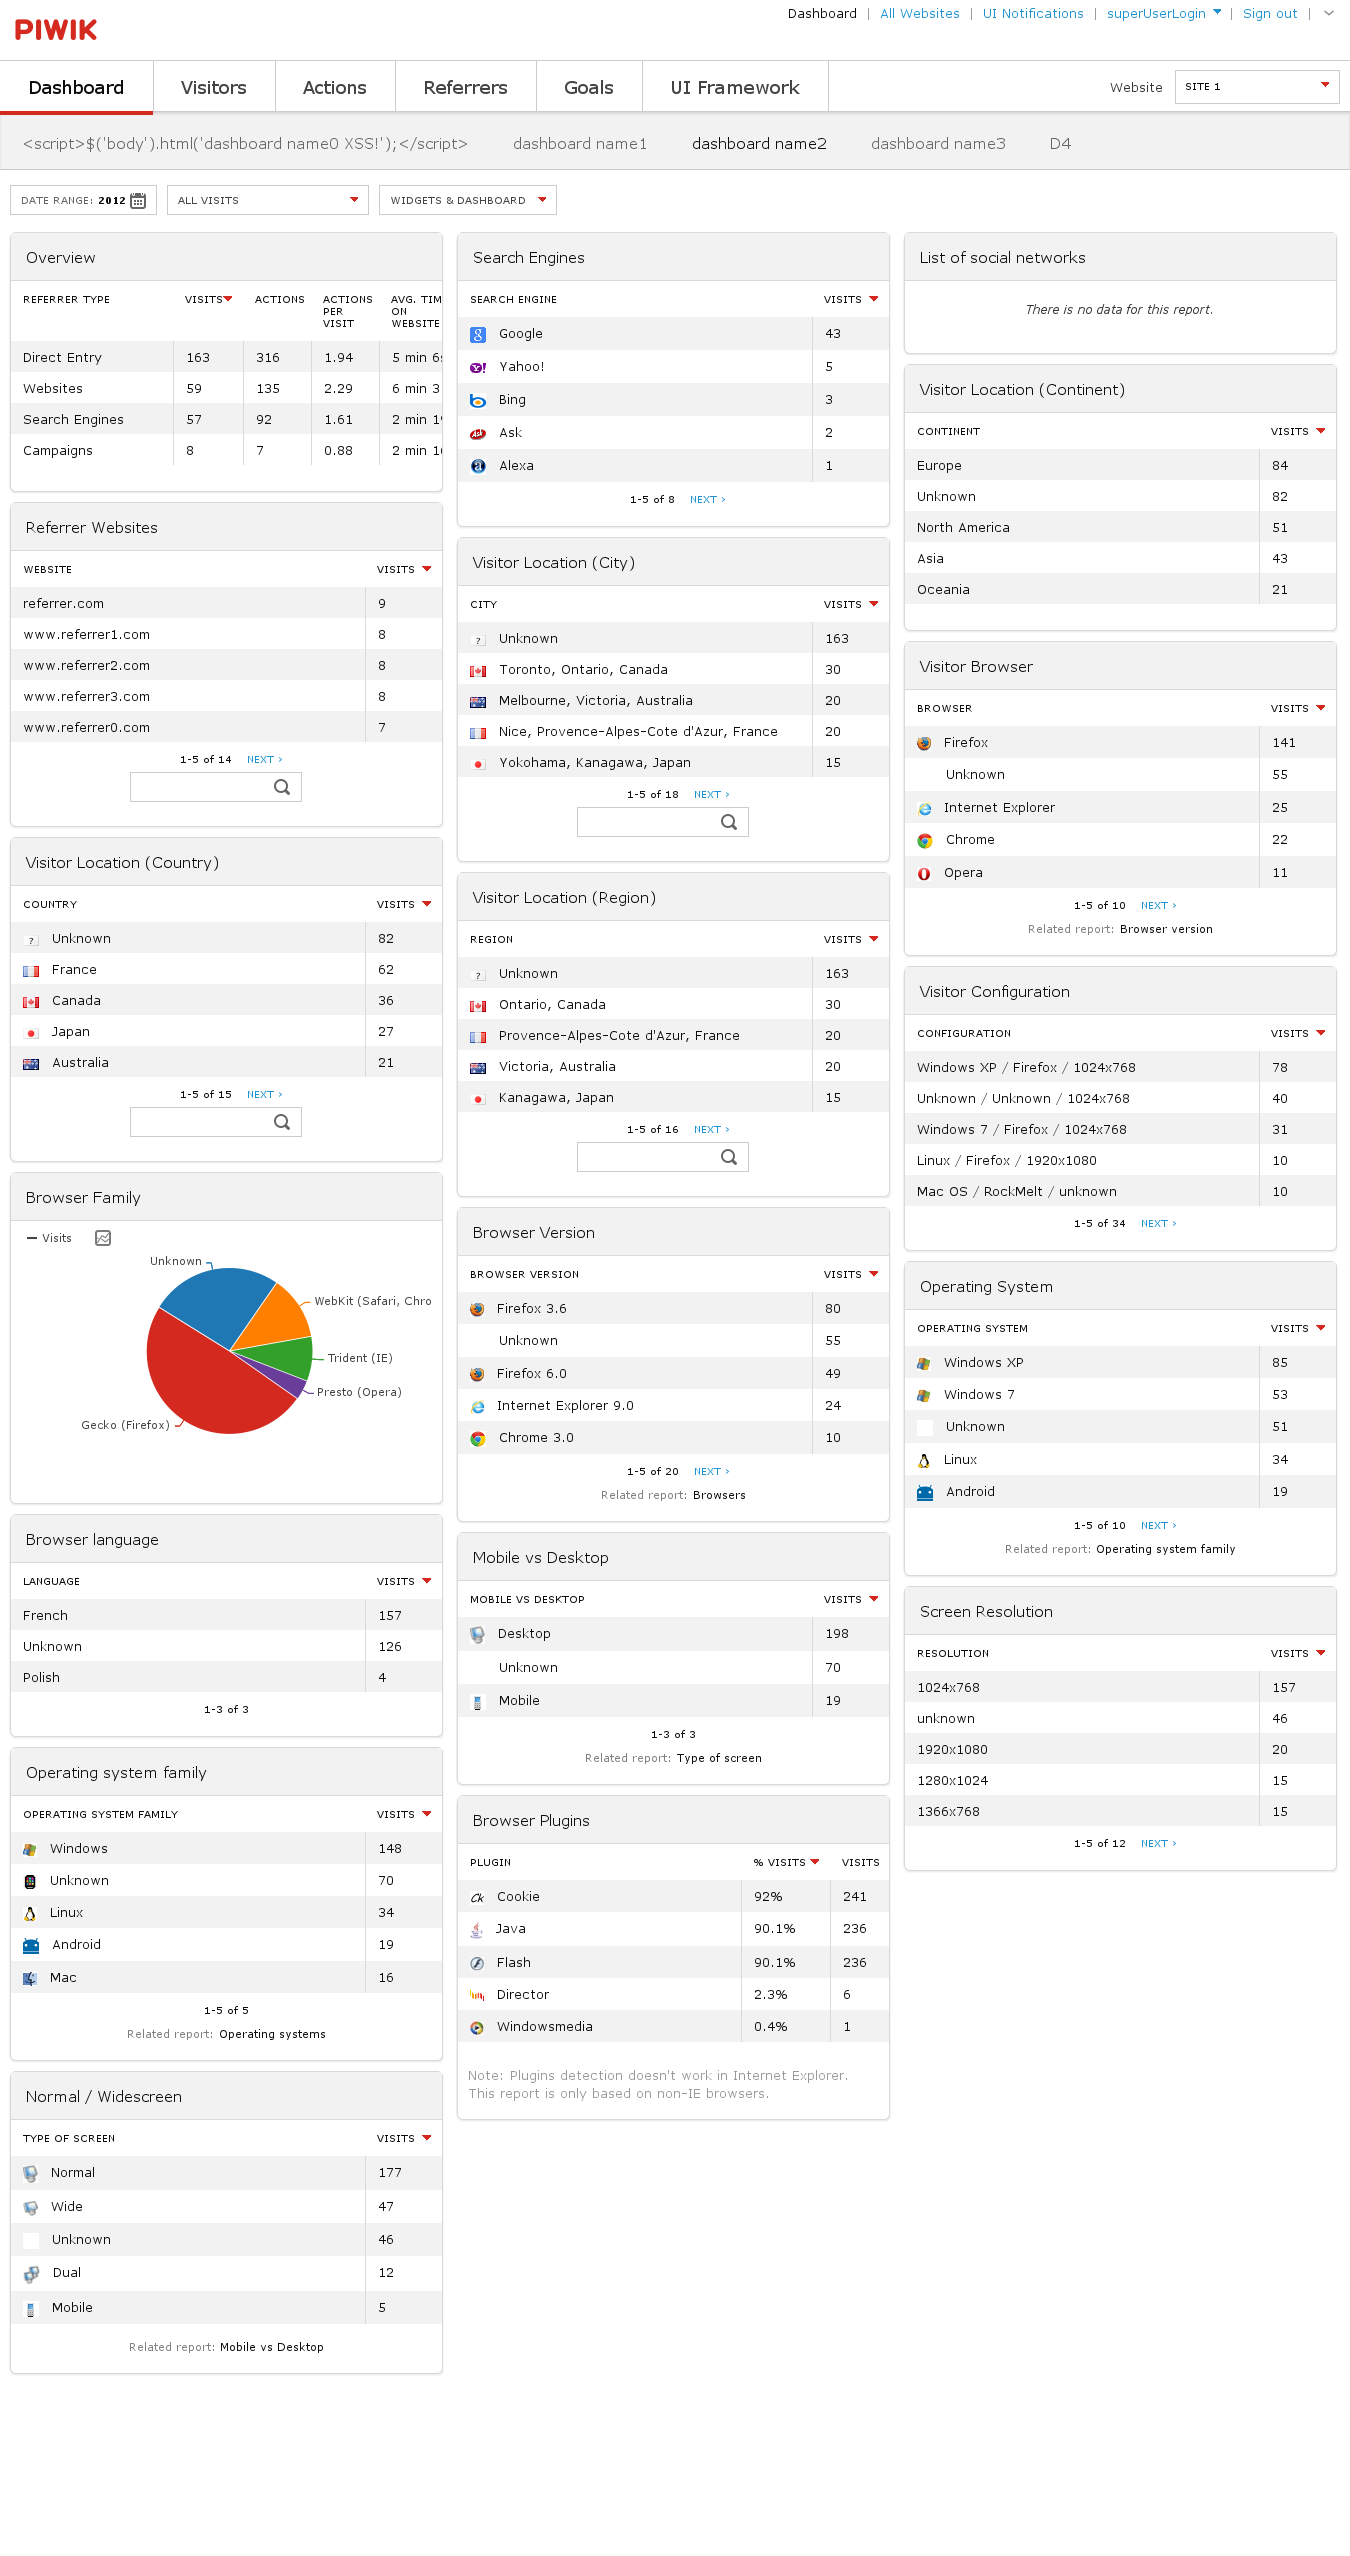 PIWIK
Dashboard | All Websites | UI Notifications | superUserLogin | Sign out |
Dashboard Visitors Actions Referrers Goals UI Framework Website SITE 1
<script>$('body').html('dashboard name0 XSS!');</script> dashboard name1 dashboard name2 dashboard name3 D4
DATE RANGE: 2012 ALL VISITS WIDGETS & DASHBOARD
Overview
REFERRER TYPE VISITS ACTIONS ACTIONS PER VISIT AVG. TIM ON WEBSITE
Direct Entry 163 316 1.94 5 min 6s
Websites 59 135 2.29 6 min 3
Search Engines 57 92 1.61 2 min 19
Campaigns 8 7 0.88 2 min 16
Referrer Websites
WEBSITE VISITS
referrer.com 9
www.referrer1.com 8
www.referrer2.com 8
www.referrer3.com 8
www.referrer0.com 7
1-5 of 14 NEXT ›
Visitor Location (Country)
COUNTRY VISITS
Unknown 82
France 62
Canada 36
Japan 27
Australia 21
1-5 of 15 NEXT ›
Browser Family
Visits
Unknown
WebKit (Safari, Chro
Trident (IE)
Presto (Opera)
Gecko (Firefox)
Browser language
LANGUAGE VISITS
French 157
Unknown 126
Polish 4
1-3 of 3
Operating system family
OPERATING SYSTEM FAMILY VISITS
Windows 148
Unknown 70
Linux 34
Android 19
Mac 16
1-5 of 5
Related report: Operating systems
Normal / Widescreen
TYPE OF SCREEN VISITS
Normal 177
Wide 47
Unknown 46
Dual 12
Mobile 5
Related report: Mobile vs Desktop
Search Engines
SEARCH ENGINE VISITS
Google 43
Yahoo! 5
Bing 3
Ask 2
Alexa 1
1-5 of 8 NEXT ›
Visitor Location (City)
CITY VISITS
Unknown 163
Toronto, Ontario, Canada 30
Melbourne, Victoria, Australia 20
Nice, Provence-Alpes-Cote d'Azur, France 20
Yokohama, Kanagawa, Japan 15
1-5 of 18 NEXT ›
Visitor Location (Region)
REGION VISITS
Unknown 163
Ontario, Canada 30
Provence-Alpes-Cote d'Azur, France 20
Victoria, Australia 20
Kanagawa, Japan 15
1-5 of 16 NEXT ›
Browser Version
BROWSER VERSION VISITS
Firefox 3.6 80
Unknown 55
Firefox 6.0 49
Internet Explorer 9.0 24
Chrome 3.0 10
1-5 of 20 NEXT ›
Related report: Browsers
Mobile vs Desktop
MOBILE VS DESKTOP VISITS
Desktop 198
Unknown 70
Mobile 19
1-3 of 3
Related report: Type of screen
Browser Plugins
PLUGIN % VISITS VISITS
Cookie 92% 241
Java 90.1% 236
Flash 90.1% 236
Director 2.3% 6
Windowsmedia 0.4% 1
Note: Plugins detection doesn't work in Internet Explorer.
This report is only based on non-IE browsers.
List of social networks
There is no data for this report.
Visitor Location (Continent)
CONTINENT VISITS
Europe 84
Unknown 82
North America 51
Asia 43
Oceania 21
Visitor Browser
BROWSER VISITS
Firefox 141
Unknown 55
Internet Explorer 25
Chrome 22
Opera 11
1-5 of 10 NEXT ›
Related report: Browser version
Visitor Configuration
CONFIGURATION VISITS
Windows XP / Firefox / 1024x768 78
Unknown / Unknown / 1024x768 40
Windows 7 / Firefox / 1024x768 31
Linux / Firefox / 1920x1080 10
Mac OS / RockMelt / unknown 10
1-5 of 34 NEXT ›
Operating System
OPERATING SYSTEM VISITS
Windows XP 85
Windows 7 53
Unknown 51
Linux 34
Android 19
1-5 of 10 NEXT ›
Related report: Operating system family
Screen Resolution
RESOLUTION VISITS
1024x768 157
unknown 46
1920x1080 20
1280x1024 15
1366x768 15
1-5 of 12 NEXT ›